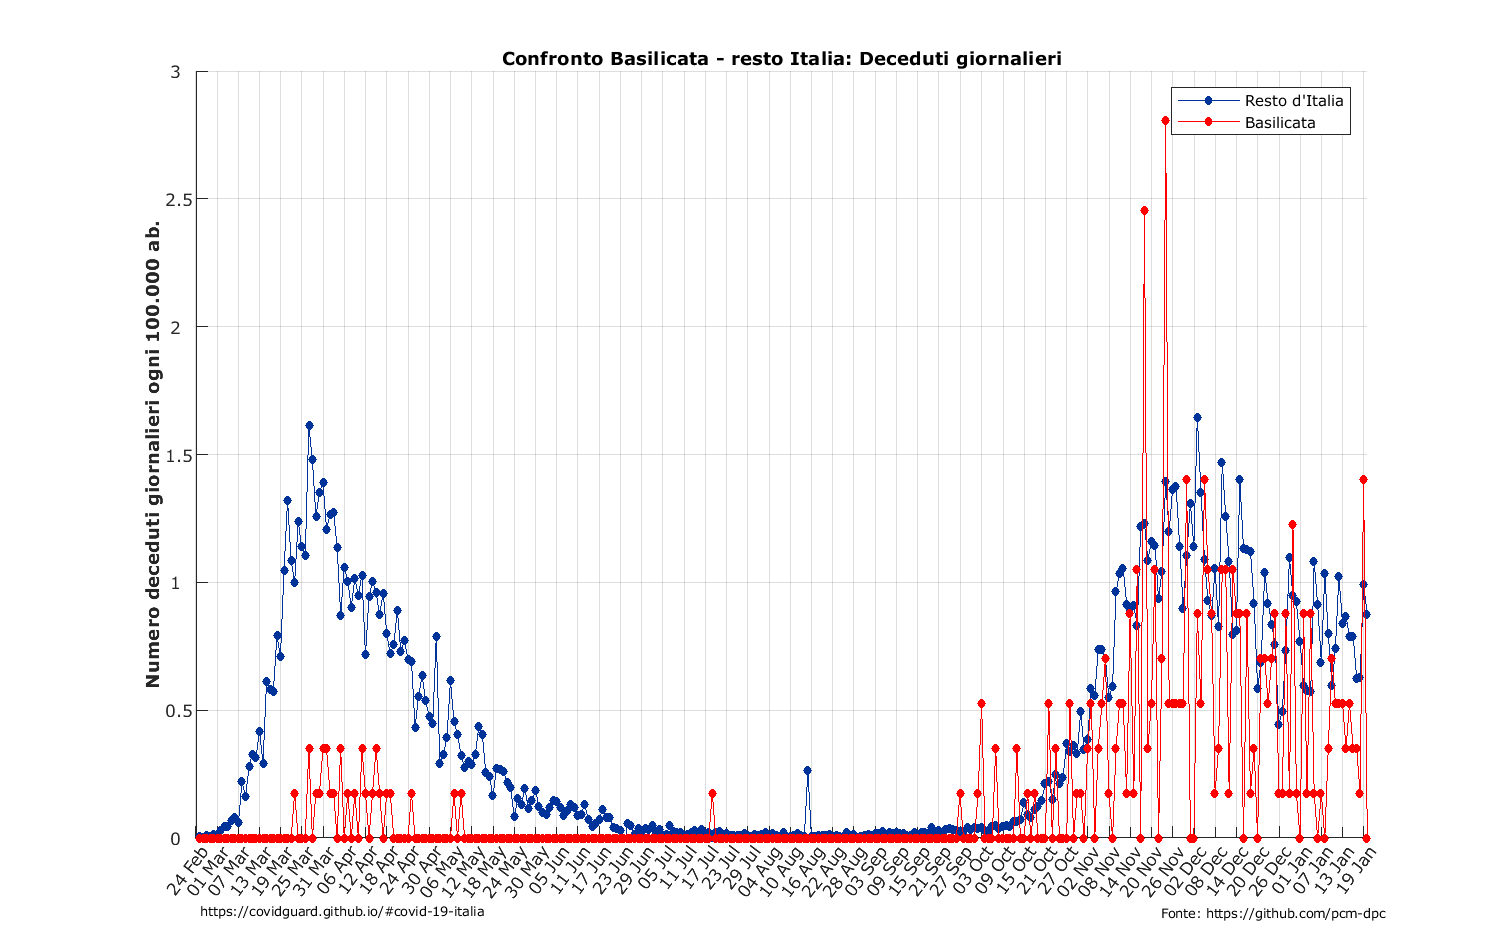 Confronto Basilicata - resto Italia: Deceduti giornalieri
Numero deceduti giornalieri ogni 100.000 ab.
3
2.5
2
1.5
1
0.5
0
Resto d'Italia
Basilicata
24 Feb
01 Mar
07 Mar
13 Mar
19 Mar
25 Mar
31 Mar
06 Apr
12 Apr
18 Apr
24 Apr
30 Apr
06 May
12 May
18 May
24 May
30 May
05 Jun
11 Jun
17 Jun
23 Jun
29 Jun
05 Jul
11 Jul
17 Jul
23 Jul
29 Jul
04 Aug
10 Aug
16 Aug
22 Aug
28 Aug
03 Sep
09 Sep
15 Sep
21 Sep
27 Sep
03 Oct
09 Oct
15 Oct
21 Oct
27 Oct
02 Nov
08 Nov
14 Nov
20 Nov
26 Nov
02 Dec
08 Dec
14 Dec
20 Dec
26 Dec
01 Jan
07 Jan
13 Jan
19 Jan
https://covidguard.github.io/#covid-19-italia
Fonte: https://github.com/pcm-dpc